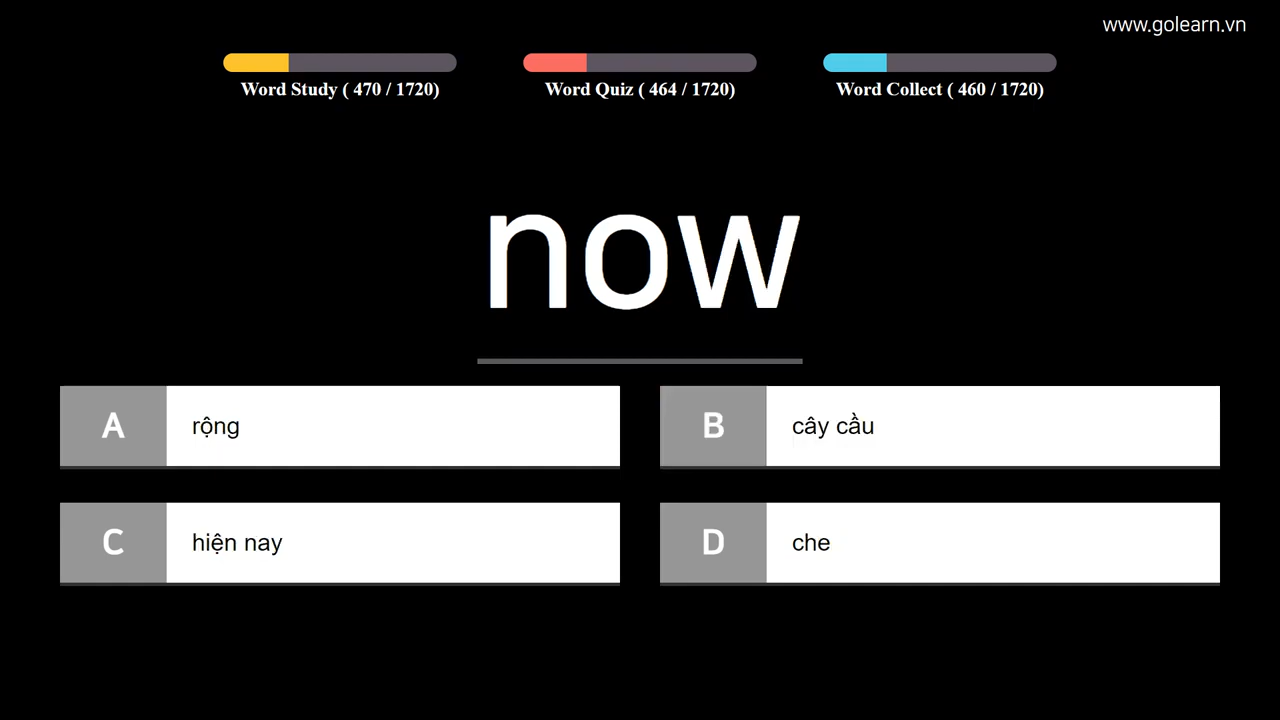 www.golearn.vn
Word Study ( 470 / 1720)
Word Quiz ( 464 / 1720)
Word Collect ( 460 / 1720)
now
A rộng
B cây cầu
C hiện nay
D che